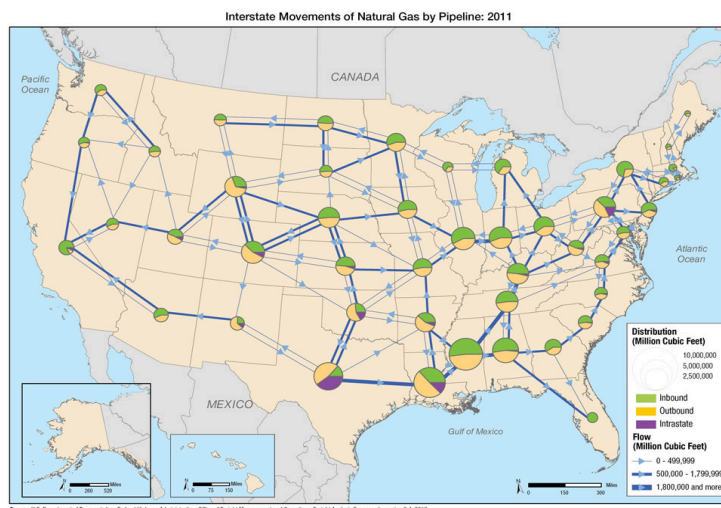 Interstate Movements of Natural Gas by Pipeline: 2011
Pacific
Ocean
CANADA
Atlantic
Ocean
MEXICO
Gulf of Mexico
Distribution
(Million Cubic Feet)
10,000,000
5,000,000
2,500,000
Inbound
Outbound
Intrastate
Flow
(Million Cubic Feet)
0 - 499,999
500,000 - 1,799,999
1,800,000 and more
0 260 520 Miles
0 75 150 Miles
0 150 300 Miles